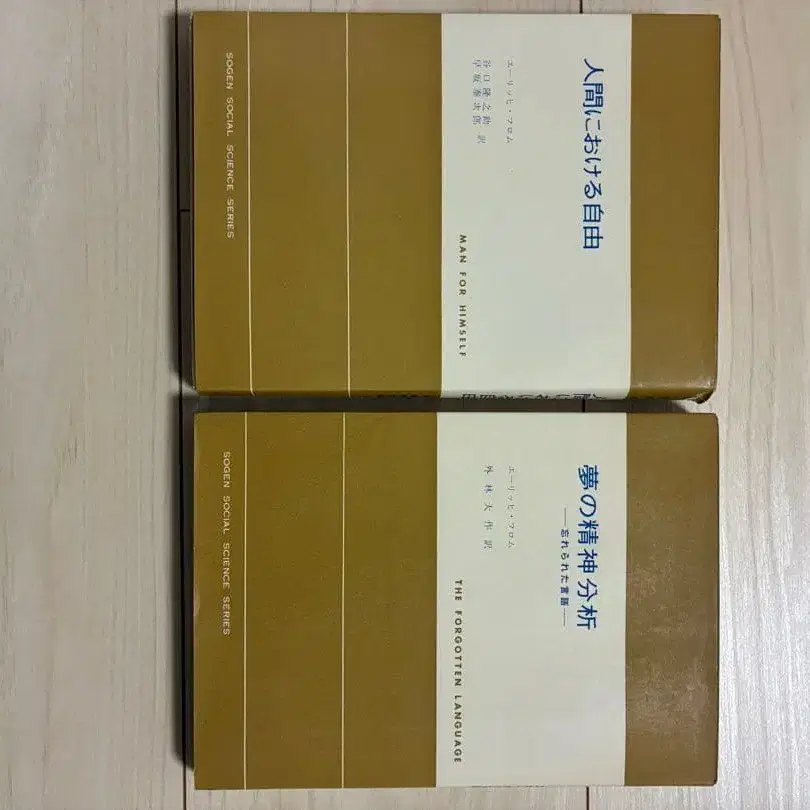 人間における自由
エーリッヒ・フロム
谷口隆之助
早坂泰次郎 訳
MAN FOR HIMSELF
SOGEN SOCIAL SCIENCE SERIES
夢の精神分析
——忘れられた言語——
エーリッヒ・フロム
外林大作訳
THE FORGOTTEN LANGUAGE
SOGEN SOCIAL SCIENCE SERIES